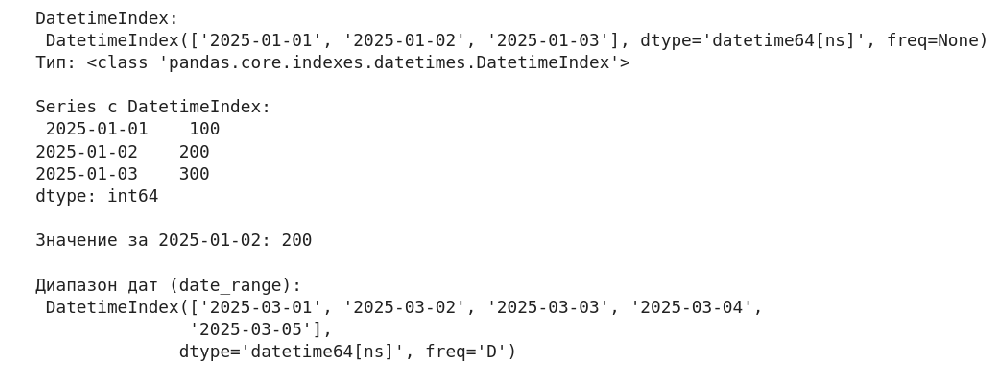 DatetimeIndex:
 DatetimeIndex(['2025-01-01', '2025-01-02', '2025-01-03'], dtype='datetime64[ns]', freq=None)
Тип: <class 'pandas.core.indexes.datetimes.DatetimeIndex'>

Series с DatetimeIndex:
 2025-01-01    100
2025-01-02    200
2025-01-03    300
dtype: int64

Значение за 2025-01-02: 200

Диапазон дат (date_range):
 DatetimeIndex(['2025-03-01', '2025-03-02', '2025-03-03', '2025-03-04',
               '2025-03-05'],
              dtype='datetime64[ns]', freq='D')